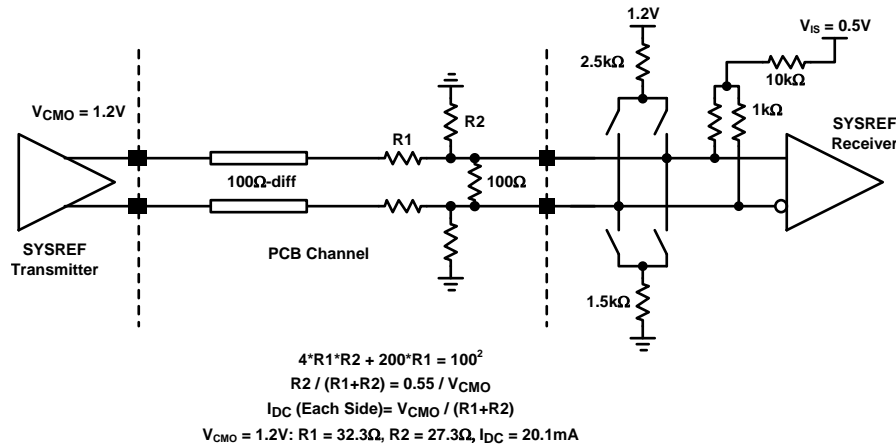 1.2V
V_IS = 0.5V
2.5kΩ
10kΩ
V_CMO = 1.2V
R2
1kΩ
SYSREF
Receiver
R1
100Ω-diff
100Ω
SYSREF
Transmitter
PCB Channel
1.5kΩ
4*R1*R2 + 200*R1 = 100²
R2 / (R1+R2) = 0.55 / V_CMO
I_DC (Each Side)= V_CMO / (R1+R2)
V_CMO = 1.2V: R1 = 32.3Ω, R2 = 27.3Ω, I_DC = 20.1mA